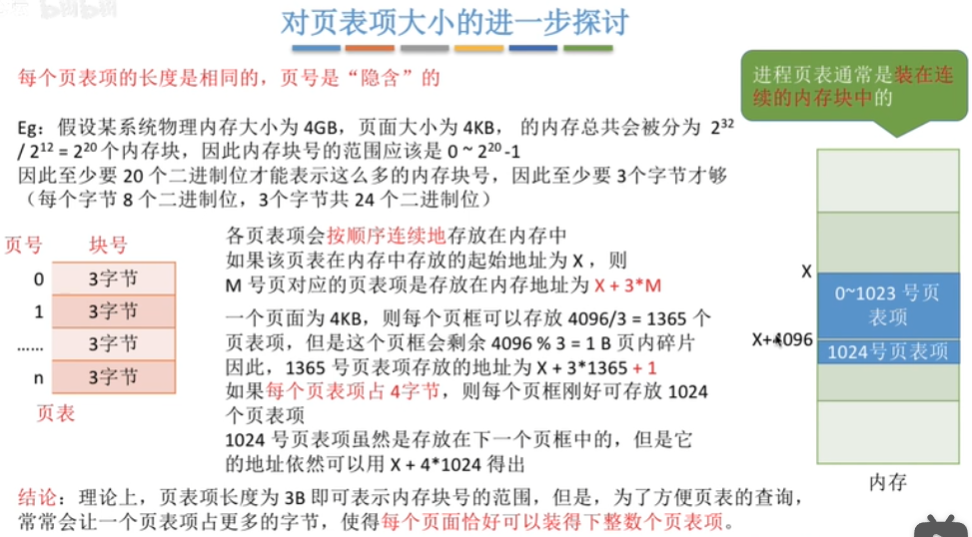 bilibili
对页表项大小的进一步探讨
每个页表项的长度是相同的，页号是“隐含”的
进程页表通常是装在连
续的内存块中的
Eg：假设某系统物理内存大小为 4GB，页面大小为 4KB， 的内存总共会被分为 2³²
/ 2¹² = 2²⁰ 个内存块，因此内存块号的范围应该是 0 ~ 2²⁰ -1
因此至少要 20 个二进制位才能表示这么多的内存块号，因此至少要 3个字节才够
（每个字节 8 个二进制位，3个字节共 24 个二进制位）
页号 块号
0 3字节
1 3字节
…… 3字节
n 3字节
页表
各页表项会按顺序连续地存放在内存中
如果该页表在内存中存放的起始地址为 X ，则
M 号页对应的页表项是存放在内存地址为 X + 3*M
一个页面为 4KB，则每个页框可以存放 4096/3 = 1365 个
页表项，但是这个页框会剩余 4096 % 3 = 1 B 页内碎片
因此，1365 号页表项存放的地址为 X + 3*1365 + 1
如果每个页表项占 4字节，则每个页框刚好可存放 1024
个页表项
1024 号页表项虽然是存放在下一个页框中的，但是它
的地址依然可以用 X + 4*1024 得出
X
0~1023 号页
表项
X+4096
1024号页表项
内存
结论：理论上，页表项长度为 3B 即可表示内存块号的范围，但是，为了方便页表的查询，
常常会让一个页表项占更多的字节，使得每个页面恰好可以装得下整数个页表项。